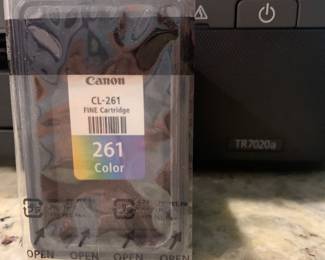 Canon
CL-261
FINE Cartridge
261
Color
TR7020a
OPEN OPEN OPEN OPEN